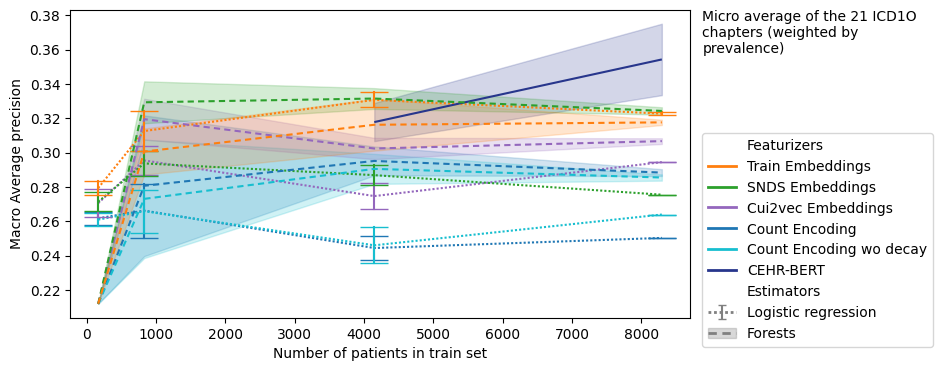 Micro average of the 21 ICD1O
chapters (weighted by
prevalence)
0.38
0.36
0.34
0.32
0.30
0.28
0.26
0.24
0.22
Macro Average precision
0
1000
2000
3000
4000
5000
6000
7000
8000
Number of patients in train set
Featurizers
Train Embeddings
SNDS Embeddings
Cui2vec Embeddings
Count Encoding
Count Encoding wo decay
CEHR-BERT
Estimators
Logistic regression
Forests